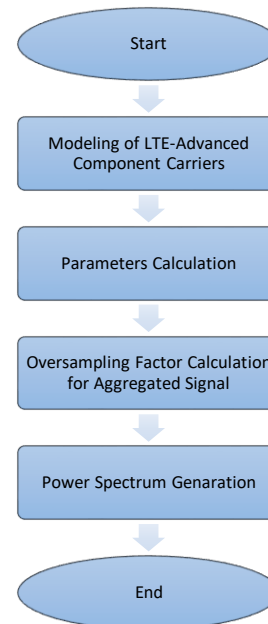 Start
Modeling of LTE-Advanced
Component Carriers
Parameters Calculation
Oversampling Factor Calculation
for Aggregated Signal
Power Spectrum Genaration
End